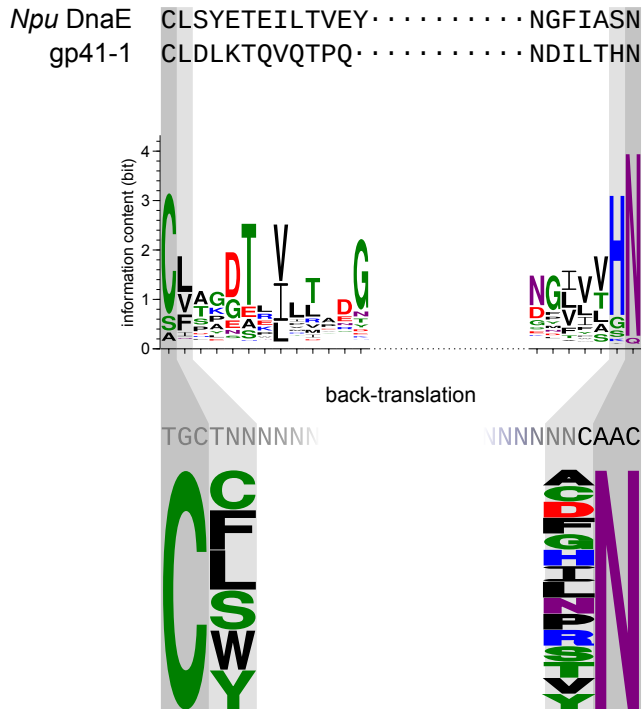 Npu DnaE CLSYETEILTVEY··········NGFIASN
gp41-1 CLDLKTQVQTPQ···········NDILTHN
information content (bit)
4
3
2
1
0
C L A G D T V I L T D G N G I V V H N
S V T G E I L D L V T G
A F E A L S
back-translation
TGCTNNNNNN NNNNNNCAAC
C
C
F
L
S
W
Y
A
C
D
F
G
H
I
L
N
P
R
S
T
V
Y
N